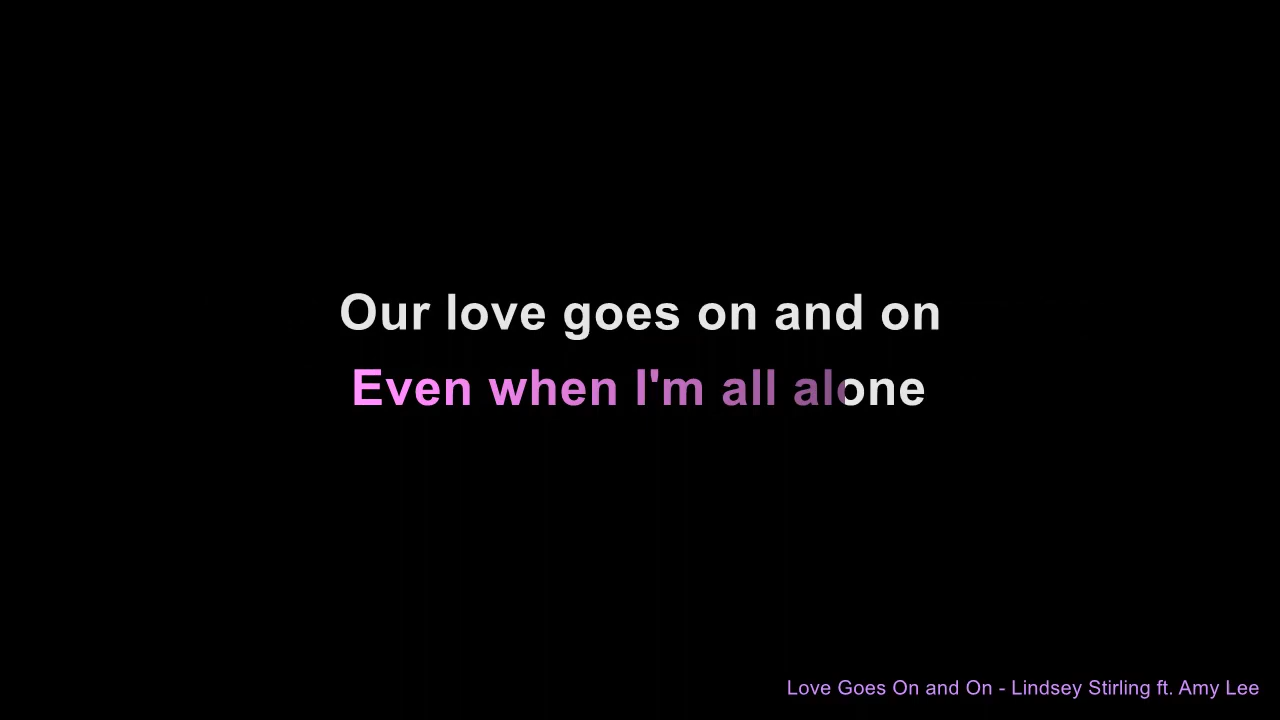 Our love goes on and on
Even when I'm all alone
Love Goes On and On - Lindsey Stirling ft. Amy Lee